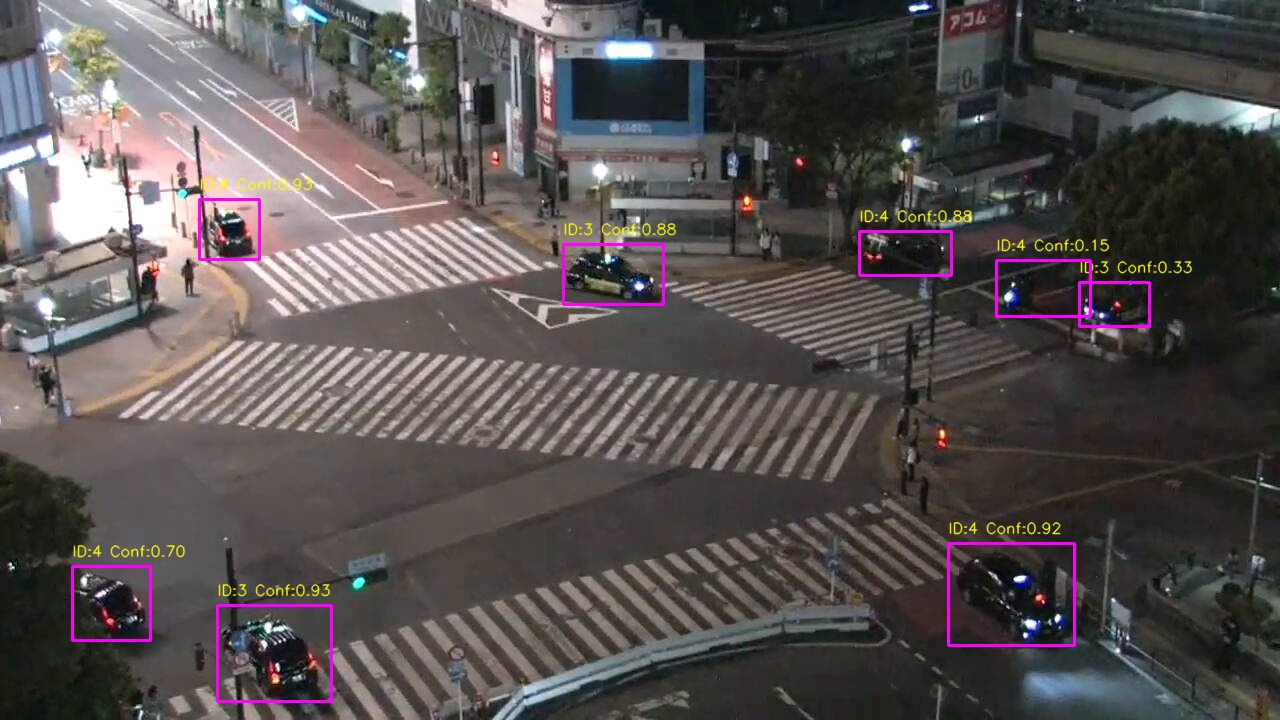 AMERICAN EAGLE
アコム
ID:4 Conf:0.93
ID:3 Conf:0.88
ID:4 Conf:0.88
ID:4 Conf:0.15
ID:3 Conf:0.33
ID:4 Conf:0.92
ID:4 Conf:0.70
ID:3 Conf:0.93